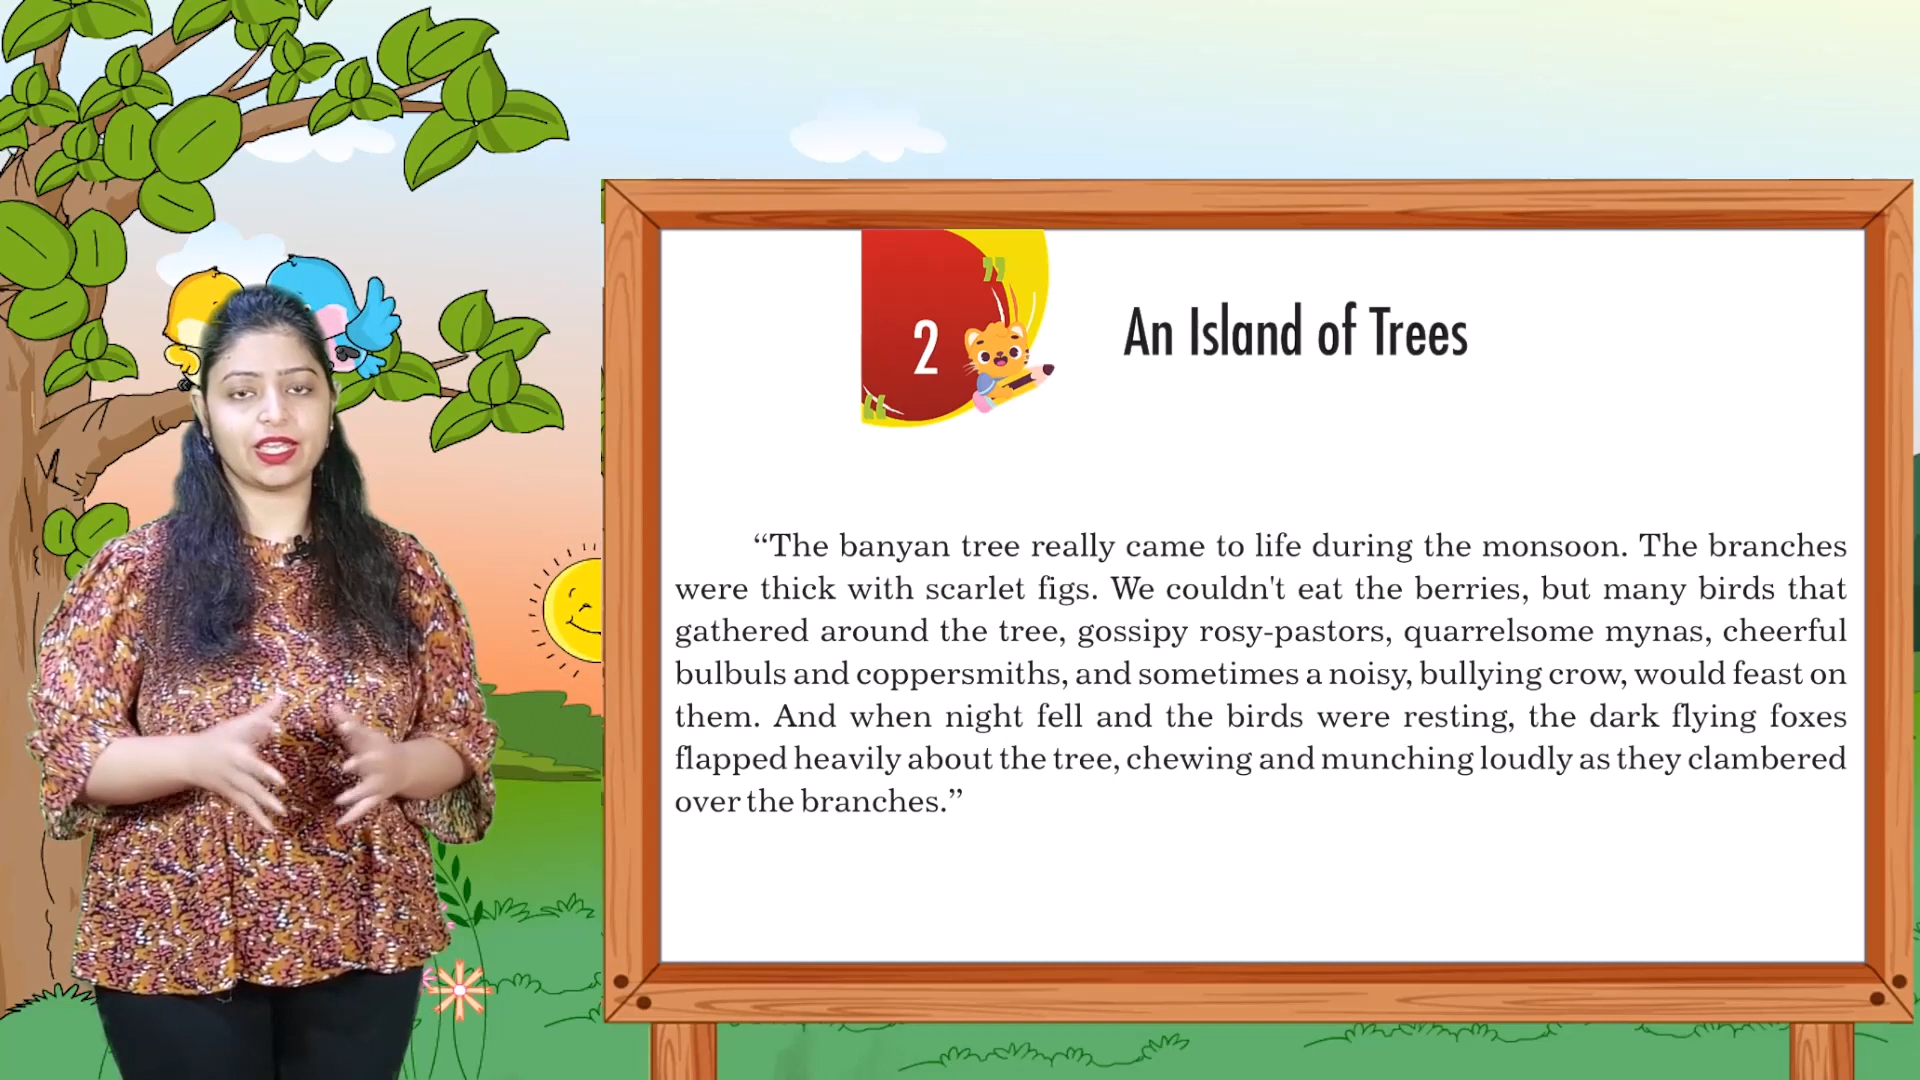 2
An Island of Trees
“The banyan tree really came to life during the monsoon. The branches
were thick with scarlet figs. We couldn't eat the berries, but many birds that
gathered around the tree, gossipy rosy-pastors, quarrelsome mynas, cheerful
bulbuls and coppersmiths, and sometimes a noisy, bullying crow, would feast on
them. And when night fell and the birds were resting, the dark flying foxes
flapped heavily about the tree, chewing and munching loudly as they clambered
over the branches.”